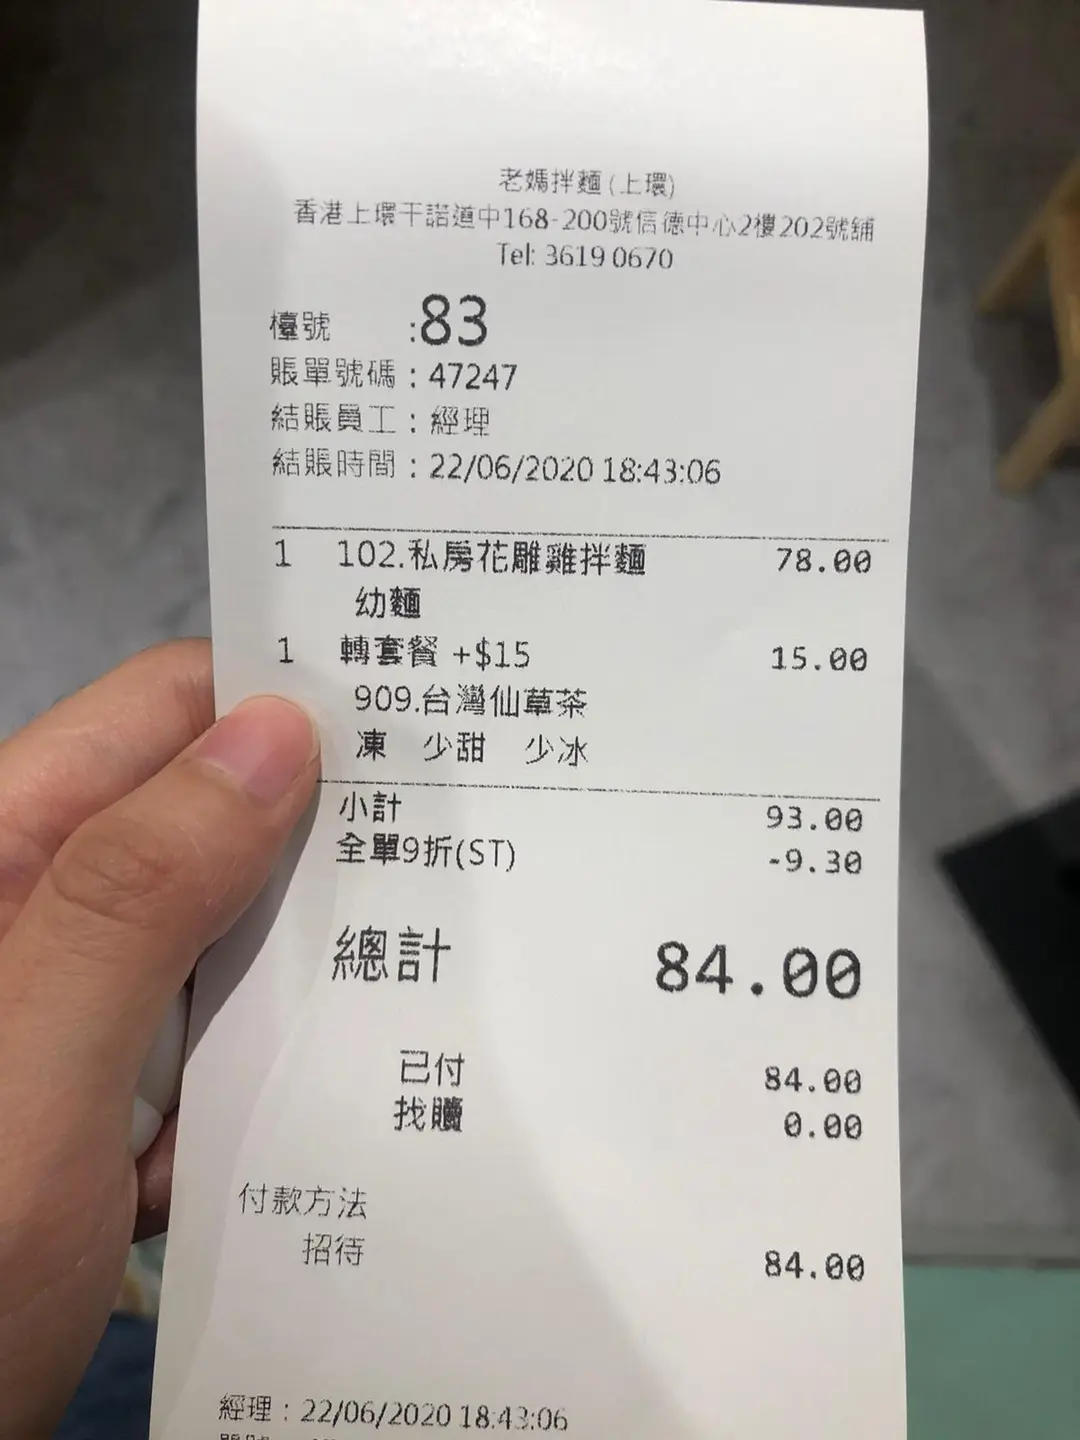 老媽拌麵(上環)
香港上環干諾道中168-200號信德中心2樓202號舖
Tel: 3619 0670
檯號 :83
賬單號碼 : 47247
結賬員工 : 經理
結賬時間 : 22/06/2020 18:43:06
1 102.私房花雕雞拌麵 78.00
幼麵
1 轉套餐 +$15 15.00
909.台灣仙草茶
凍 少甜 少冰
小計 93.00
全單9折(ST) -9.30
總計 84.00
已付 84.00
找贖 0.00
付款方法
招待 84.00
經理 : 22/06/2020 18:43:06